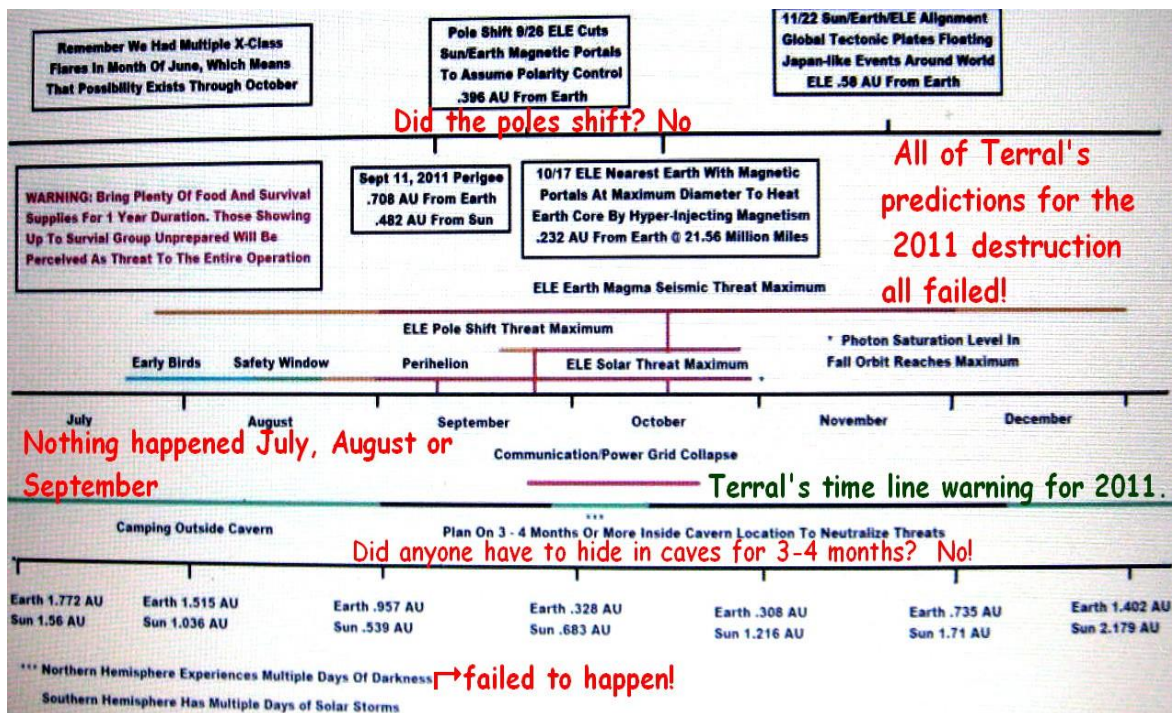 Remember We Had Multiple X-Class
Flares In Month Of June, Which Means
That Possibility Exists Through October
Pole Shift 9/26 ELE Cuts
Sun/Earth Magnetic Portals
To Assume Polarity Control
.396 AU From Earth
11/22 Sun/Earth/ELE Alignment
Global Tectonic Plates Floating
Japan-like Events Around World
ELE .58 AU From Earth
Did the poles shift? No
WARNING: Bring Plenty Of Food And Survival
Supplies For 1 Year Duration. Those Showing
Up To Survial Group Unprepared Will Be
Perceived As Threat To The Entire Operation
Sept 11, 2011 Perigee
.708 AU From Earth
.482 AU From Sun
10/17 ELE Nearest Earth With Magnetic
Portals At Maximum Diameter To Heat
Earth Core By Hyper-Injecting Magnetism
.232 AU From Earth @ 21.56 Million Miles
All of Terral's
predictions for the
2011 destruction
all failed!
ELE Earth Magma Seismic Threat Maximum
ELE Pole Shift Threat Maximum
* Photon Saturation Level In
Fall Orbit Reaches Maximum
Early Birds Safety Window Perihelion ELE Solar Threat Maximum *
July August September October November December
Nothing happened July, August or
September
Communication/Power Grid Collapse
Terral's time line warning for 2011.
***
Camping Outside Cavern Plan On 3 - 4 Months Or More Inside Cavern Location To Neutralize Threats
Did anyone have to hide in caves for 3-4 months? No!
Earth 1.772 AU Earth 1.515 AU Earth .957 AU Earth .328 AU Earth .308 AU Earth .735 AU Earth 1.402 AU
Sun 1.56 AU Sun 1.036 AU Sun .539 AU Sun .683 AU Sun 1.216 AU Sun 1.71 AU Sun 2.179 AU
*** Northern Hemisphere Experiences Multiple Days Of Darkness failed to happen!
Southern Hemisphere Has Multiple Days of Solar Storms